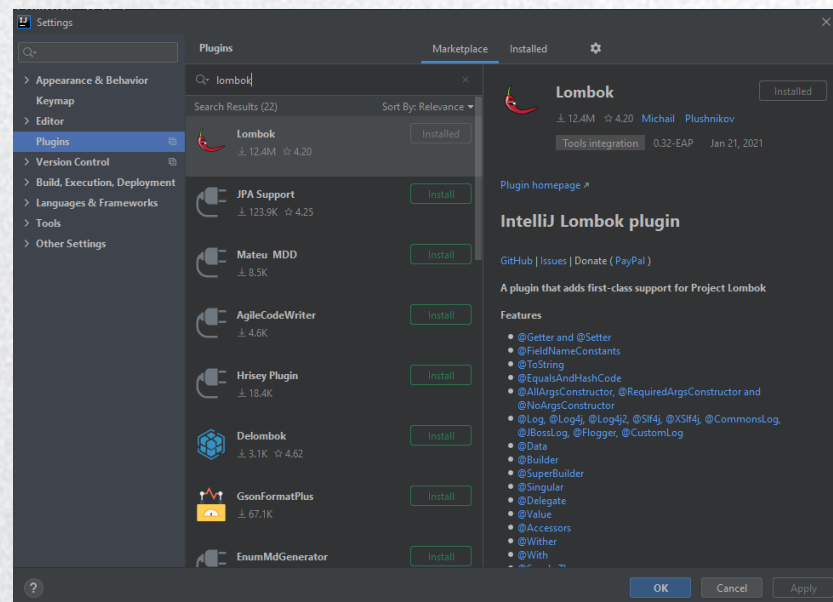 Settings
Plugins
Marketplace
Installed
Appearance & Behavior
Keymap
Editor
Plugins
Version Control
Build, Execution, Deployment
Languages & Frameworks
Tools
Other Settings
lombok
Search Results (22)
Sort By: Relevance
Lombok
12.4M 4.20
Installed
JPA Support
123.9K 4.25
Install
Mateu MDD
8.5K
Install
AgileCodeWriter
4.6K
Install
Hrisey Plugin
18.4K
Install
Delombok
3.1K 4.62
Install
GsonFormatPlus
67.1K
Install
EnumMdGenerator
Install
Lombok
Installed
12.4M 4.20 Michail Plushnikov
Tools integration 0.32-EAP Jan 21, 2021
Plugin homepage
IntelliJ Lombok plugin
GitHub | Issues | Donate ( PayPal )
A plugin that adds first-class support for Project Lombok
Features
@Getter and @Setter
@FieldNameConstants
@ToString
@EqualsAndHashCode
@AllArgsConstructor, @RequiredArgsConstructor and
@NoArgsConstructor
@Log, @Log4j, @Log4j2, @Slf4j, @XSlf4j, @CommonsLog,
@JBossLog, @Flogger, @CustomLog
@Data
@Builder
@SuperBuilder
@Singular
@Delegate
@Value
@Accessors
@Wither
@With
?
OK
Cancel
Apply